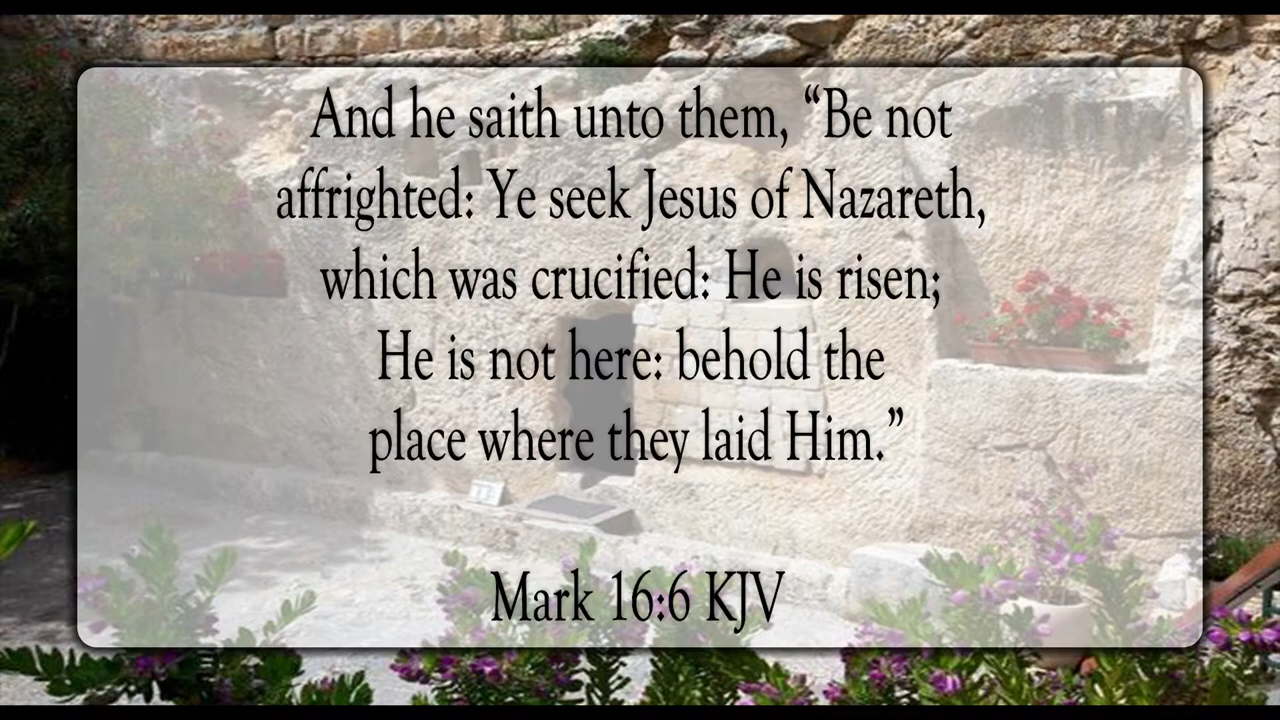 And he saith unto them, “Be not
affrighted: Ye seek Jesus of Nazareth,
which was crucified: He is risen;
He is not here: behold the
place where they laid Him.”
Mark 16:6 KJV